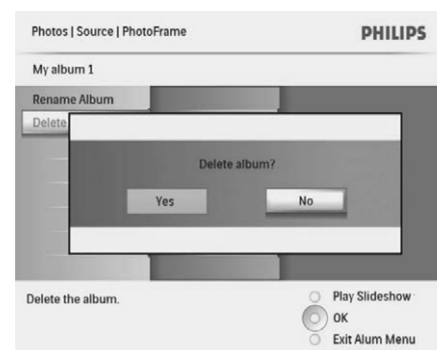 Photos | Source | PhotoFrame
PHILIPS
My album 1
Rename Album
Delete
Delete album?
Yes
No
Delete the album.
Play Slideshow
OK
Exit Alum Menu